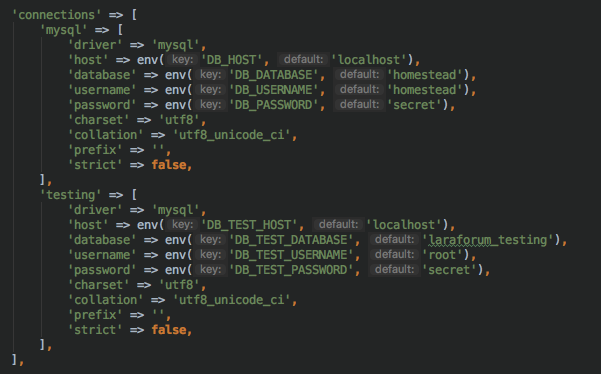 'connections' => [
'mysql' => [
'driver' => 'mysql',
'host' => env( key: 'DB_HOST', default: 'localhost'),
'database' => env( key: 'DB_DATABASE', default: 'homestead'),
'username' => env( key: 'DB_USERNAME', default: 'homestead'),
'password' => env( key: 'DB_PASSWORD', default: 'secret'),
'charset' => 'utf8',
'collation' => 'utf8_unicode_ci',
'prefix' => '',
'strict' => false,
],
'testing' => [
'driver' => 'mysql',
'host' => env( key: 'DB_TEST_HOST', default: 'localhost'),
'database' => env( key: 'DB_TEST_DATABASE', default: 'laraforum_testing'),
'username' => env( key: 'DB_TEST_USERNAME', default: 'root'),
'password' => env( key: 'DB_TEST_PASSWORD', default: 'secret'),
'charset' => 'utf8',
'collation' => 'utf8_unicode_ci',
'prefix' => '',
'strict' => false,
],
],